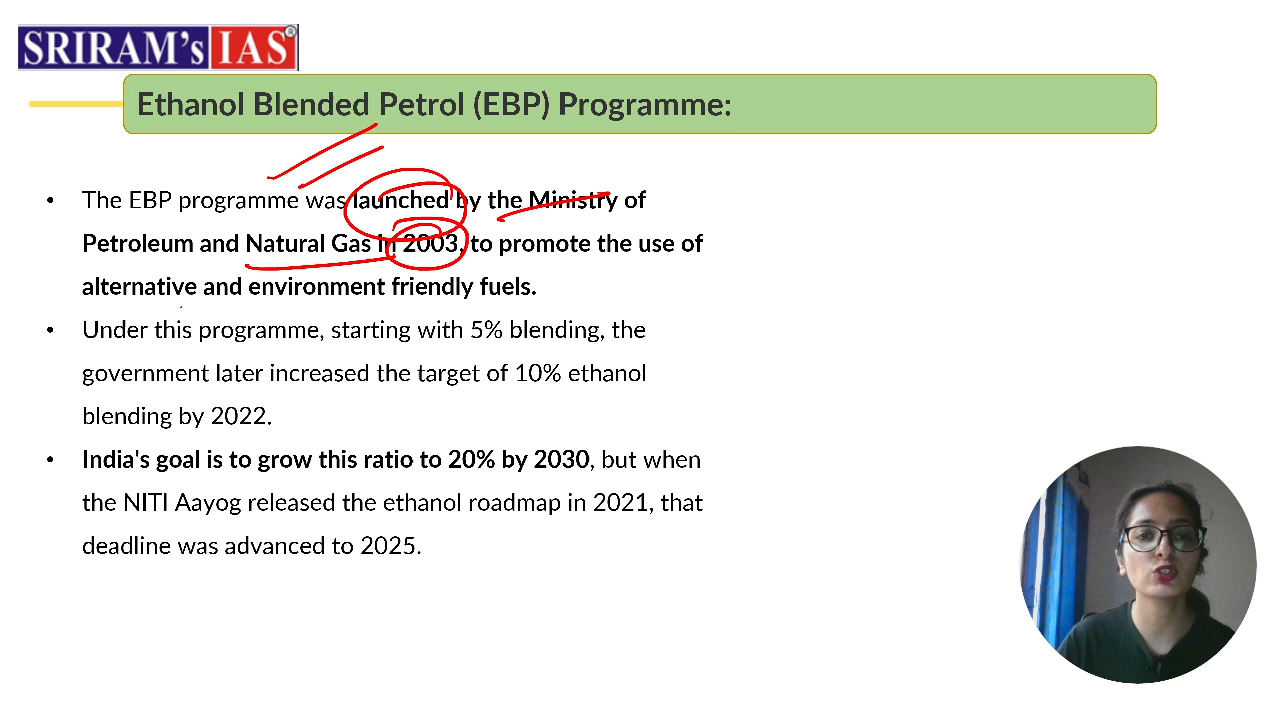 SRIRAM's IAS®
Ethanol Blended Petrol (EBP) Programme:
• The EBP programme was launched by the Ministry of
Petroleum and Natural Gas in 2003, to promote the use of
alternative and environment friendly fuels.
• Under this programme, starting with 5% blending, the
government later increased the target of 10% ethanol
blending by 2022.
• India's goal is to grow this ratio to 20% by 2030, but when
the NITI Aayog released the ethanol roadmap in 2021, that
deadline was advanced to 2025.